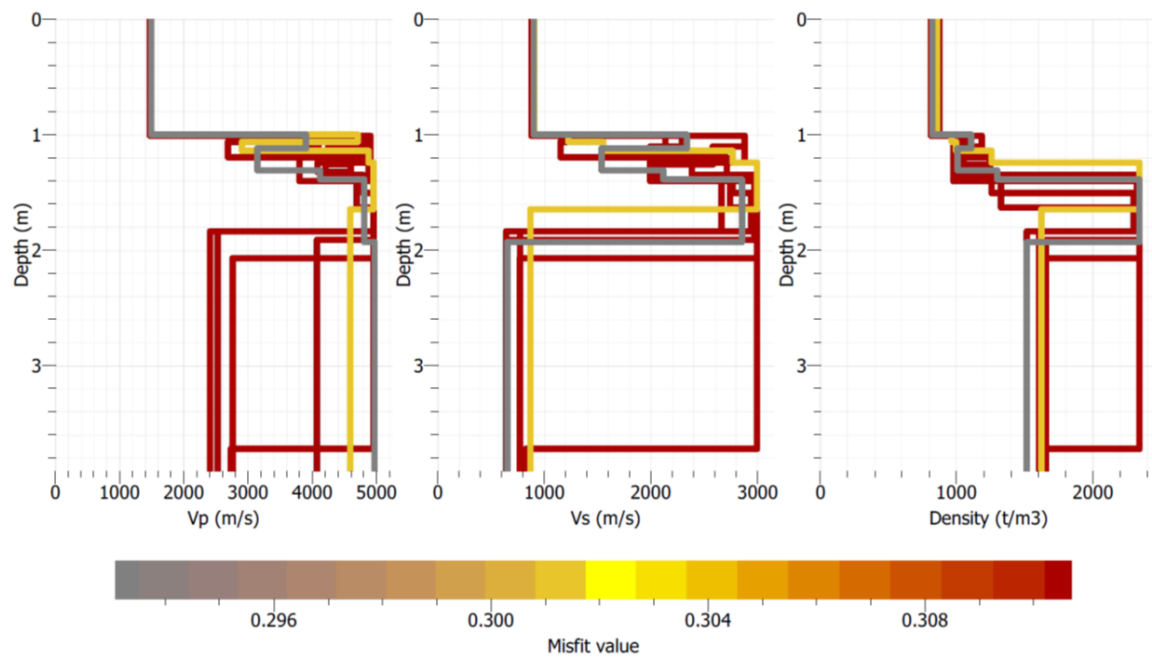 0
1
2
3
Depth (m)
0 1000 2000 3000 4000 5000
Vp (m/s)
0
1
2
3
Depth (m)
0 1000 2000 3000
Vs (m/s)
0
1
2
3
Depth (m)
0 1000 2000
Density (t/m3)
0.296 0.300 0.304 0.308
Misfit value